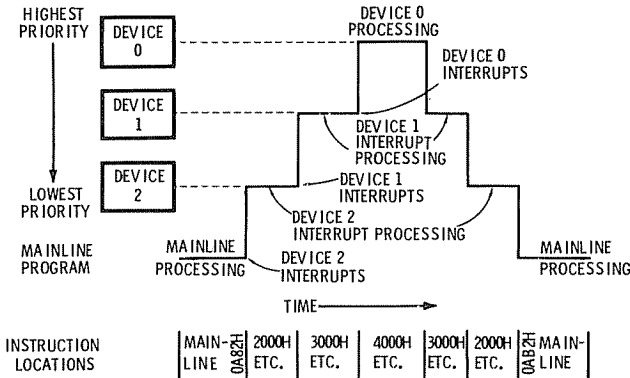 HIGHEST
PRIORITY
DEVICE
0
DEVICE 0
PROCESSING
DEVICE 0
INTERRUPTS
DEVICE
1
DEVICE 1
INTERRUPT
PROCESSING
DEVICE
2
DEVICE 1
INTERRUPTS
LOWEST
PRIORITY
DEVICE 2
INTERRUPT PROCESSING
MAINLINE
PROGRAM
MAINLINE
PROCESSING
DEVICE 2
INTERRUPTS
MAINLINE
PROCESSING
TIME
INSTRUCTION
LOCATIONS
MAIN-
LINE
0A82H
2000H
ETC.
3000H
ETC.
4000H
ETC.
3000H
ETC.
2000H
ETC.
0AB2H
MAIN-
LINE